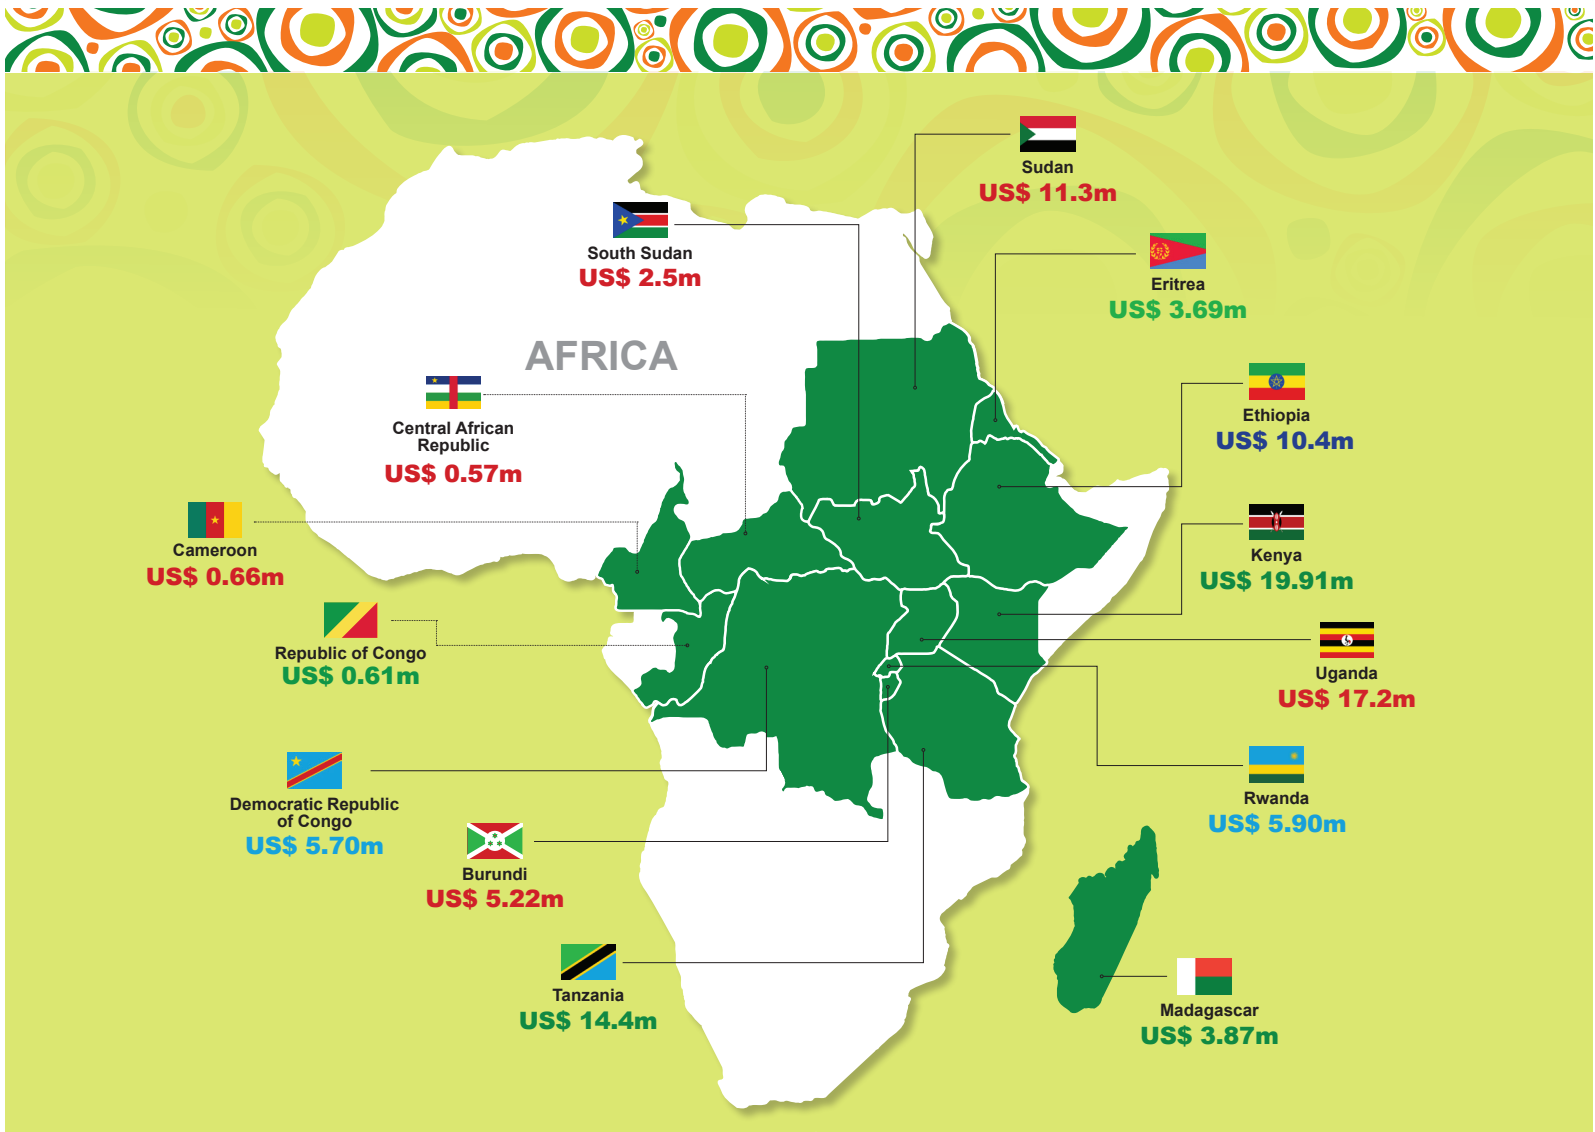 Sudan
US$ 11.3m
South Sudan
US$ 2.5m
Eritrea
US$ 3.69m
AFRICA
Ethiopia
US$ 10.4m
Central African
Republic
US$ 0.57m
Kenya
US$ 19.91m
Cameroon
US$ 0.66m
Republic of Congo
US$ 0.61m
Uganda
US$ 17.2m
Democratic Republic
of Congo
US$ 5.70m
Rwanda
US$ 5.90m
Burundi
US$ 5.22m
Tanzania
US$ 14.4m
Madagascar
US$ 3.87m